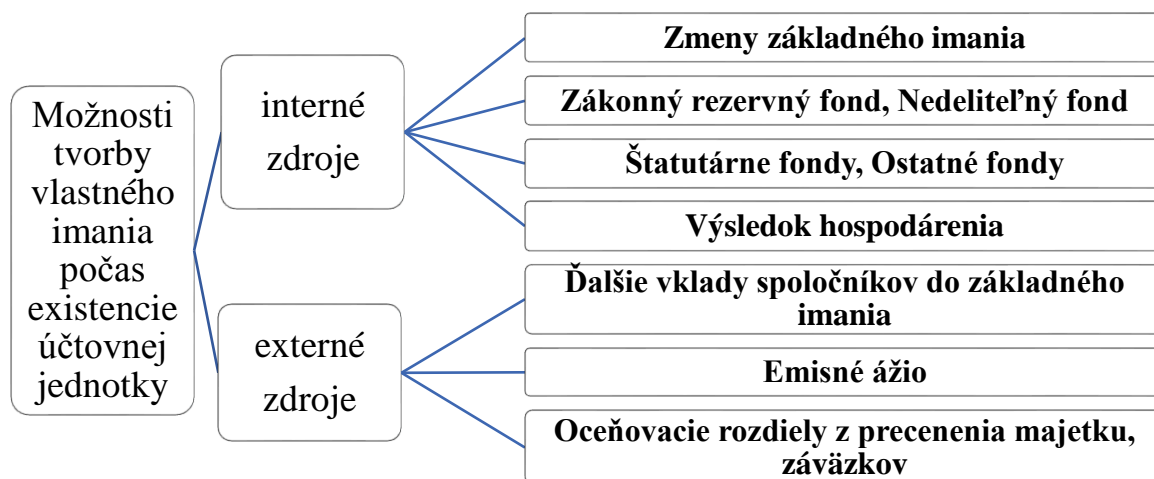 Možnosti
tvorby
vlastného
imania
počas
existencie
účtovnej
jednotky
interné
zdroje
Zmeny základného imania
Zákonný rezervný fond, Nedeliteľný fond
Štatutárne fondy, Ostatné fondy
Výsledok hospodárenia
externé
zdroje
Ďalšie vklady spoločníkov do základného
imania
Emisné ážio
Oceňovacie rozdiely z precenenia majetku,
záväzkov